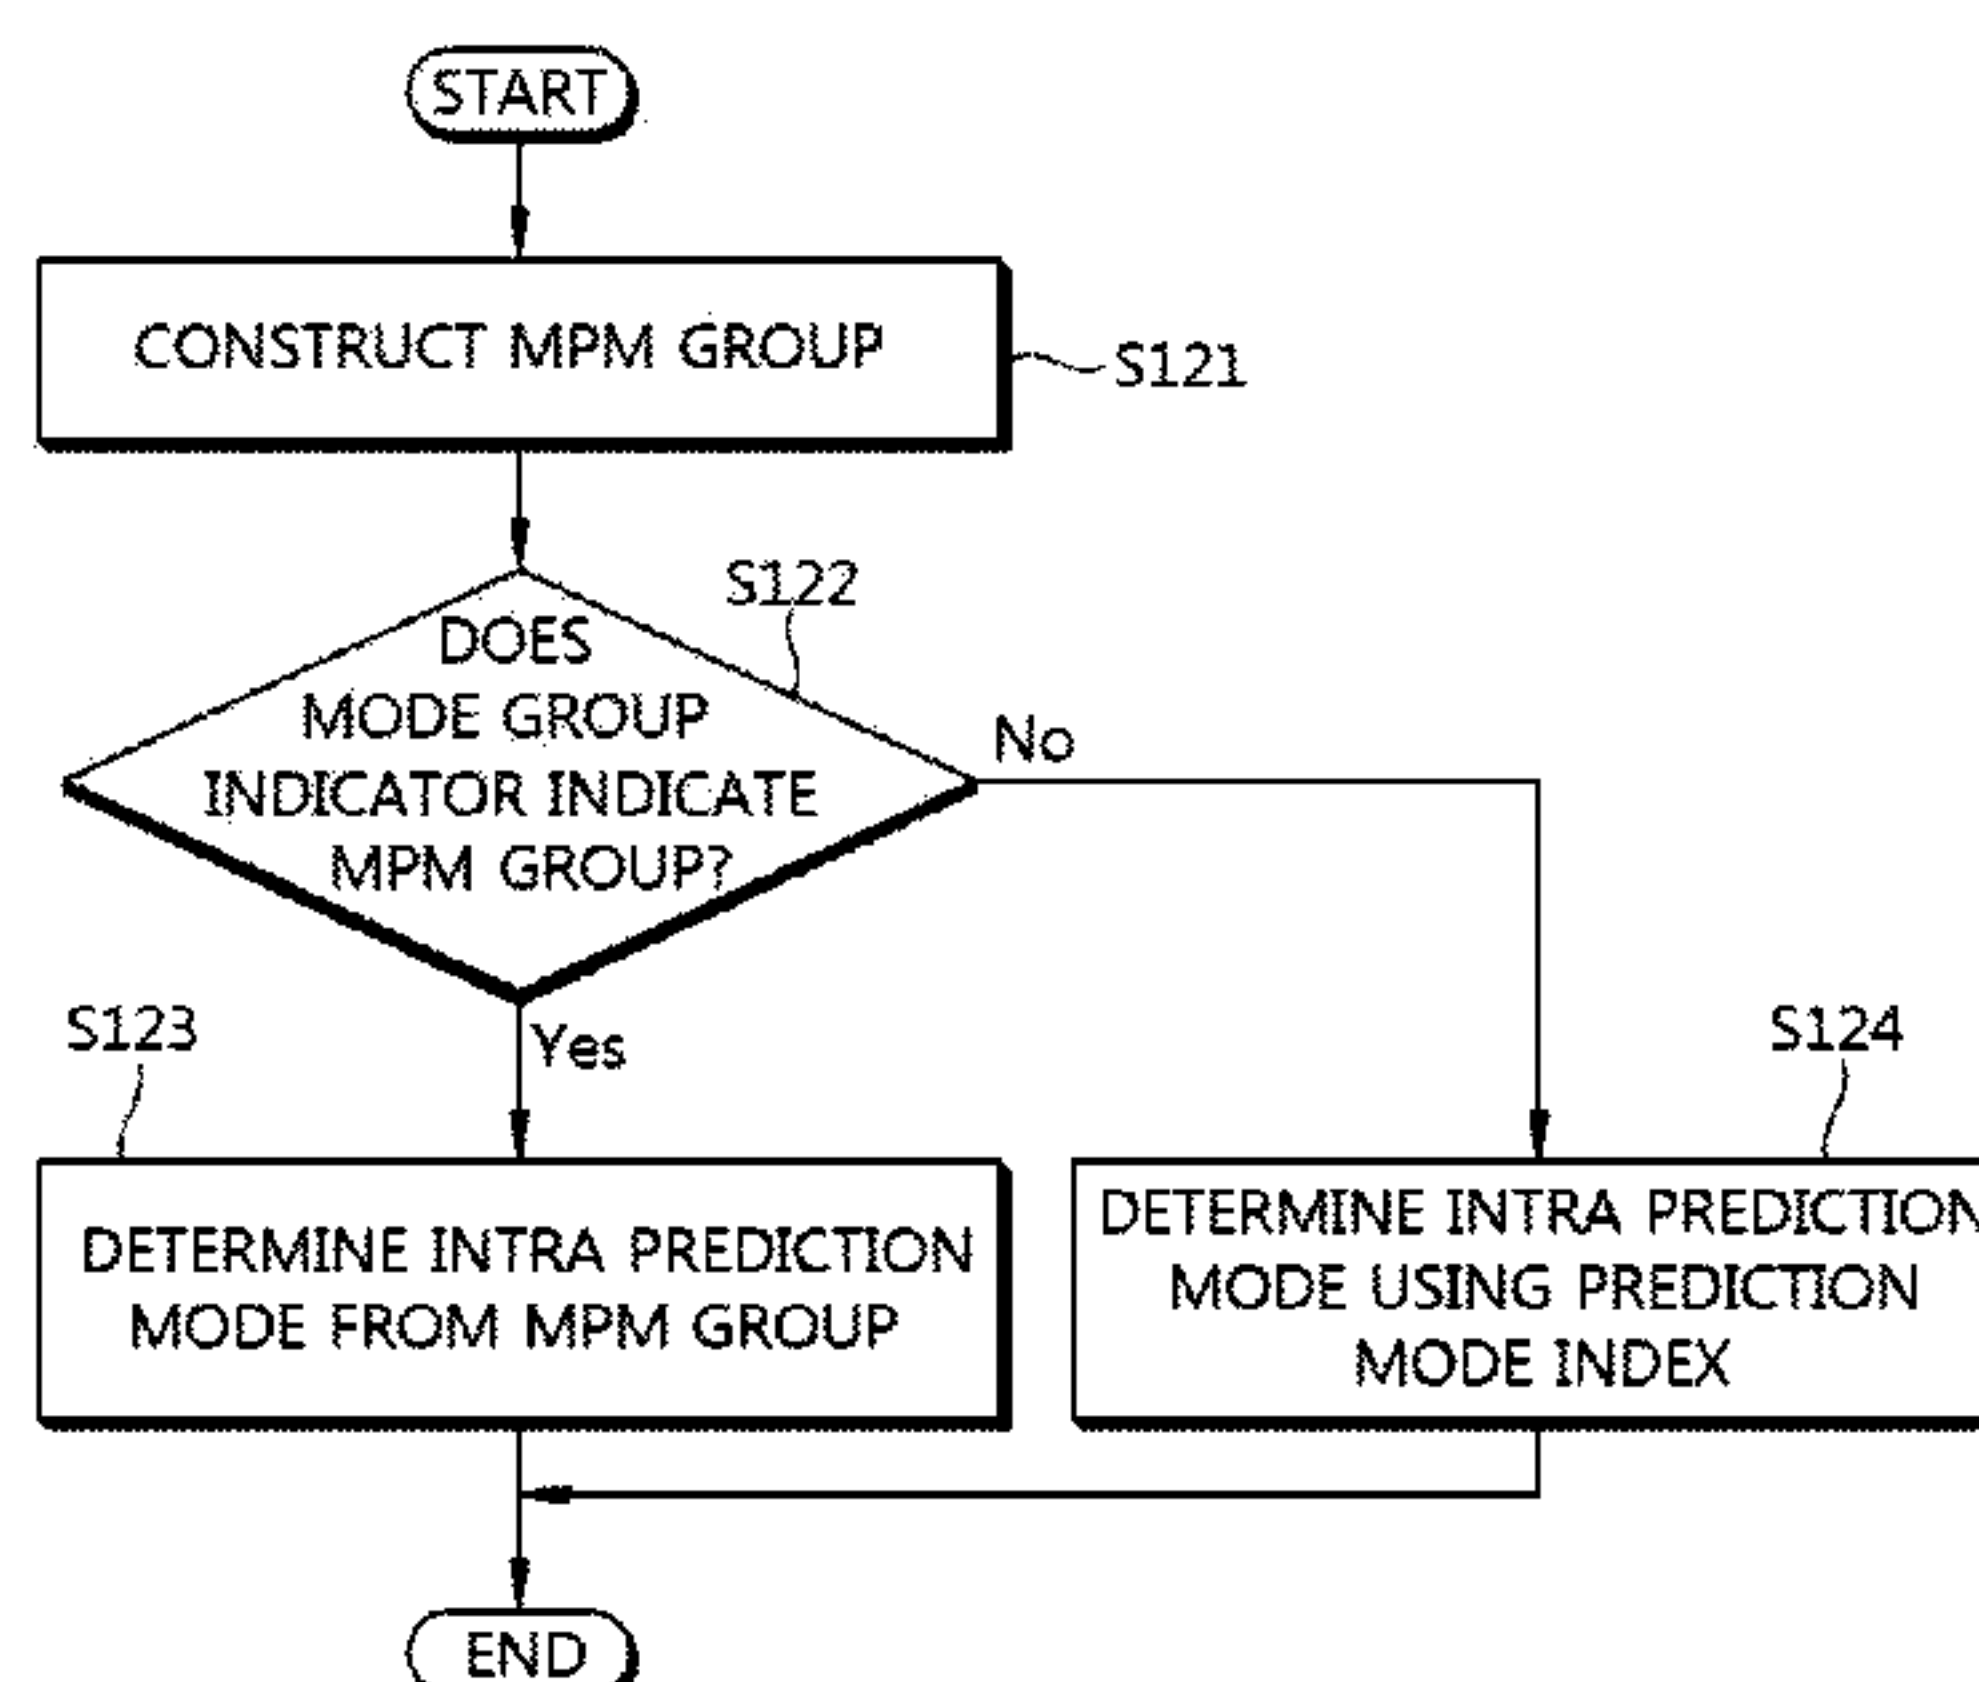 START
CONSTRUCT MPM GROUP
S121
S122
DOES
MODE GROUP
INDICATOR INDICATE
MPM GROUP?
No
Yes
S123
DETERMINE INTRA PREDICTION
MODE FROM MPM GROUP
S124
DETERMINE INTRA PREDICTION
MODE USING PREDICTION
MODE INDEX
END